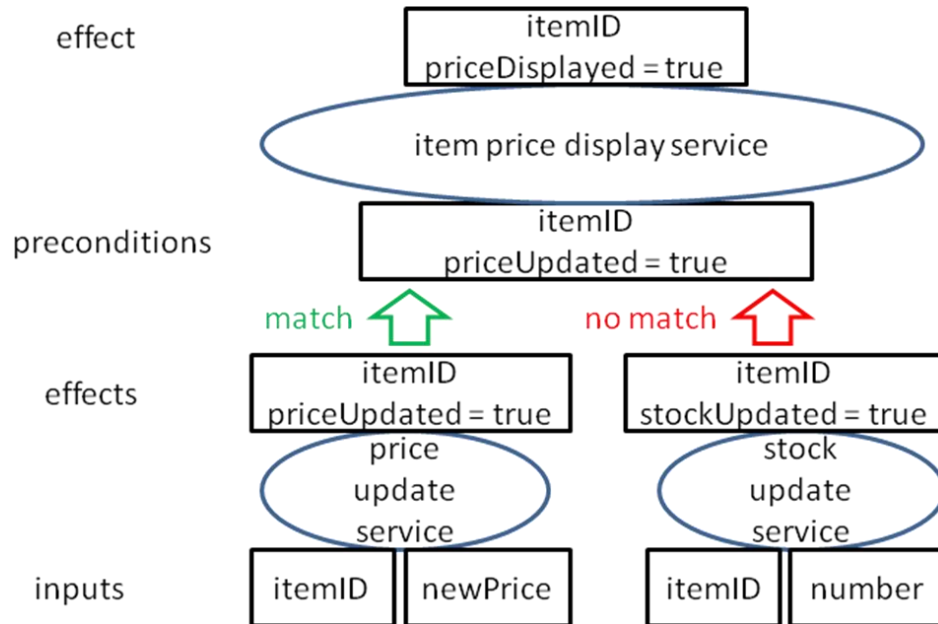 effect
itemID
priceDisplayed = true
item price display service
preconditions
itemID
priceUpdated = true
match
no match
effects
itemID
priceUpdated = true
itemID
stockUpdated = true
price
update
service
stock
update
service
inputs
itemID
newPrice
itemID
number